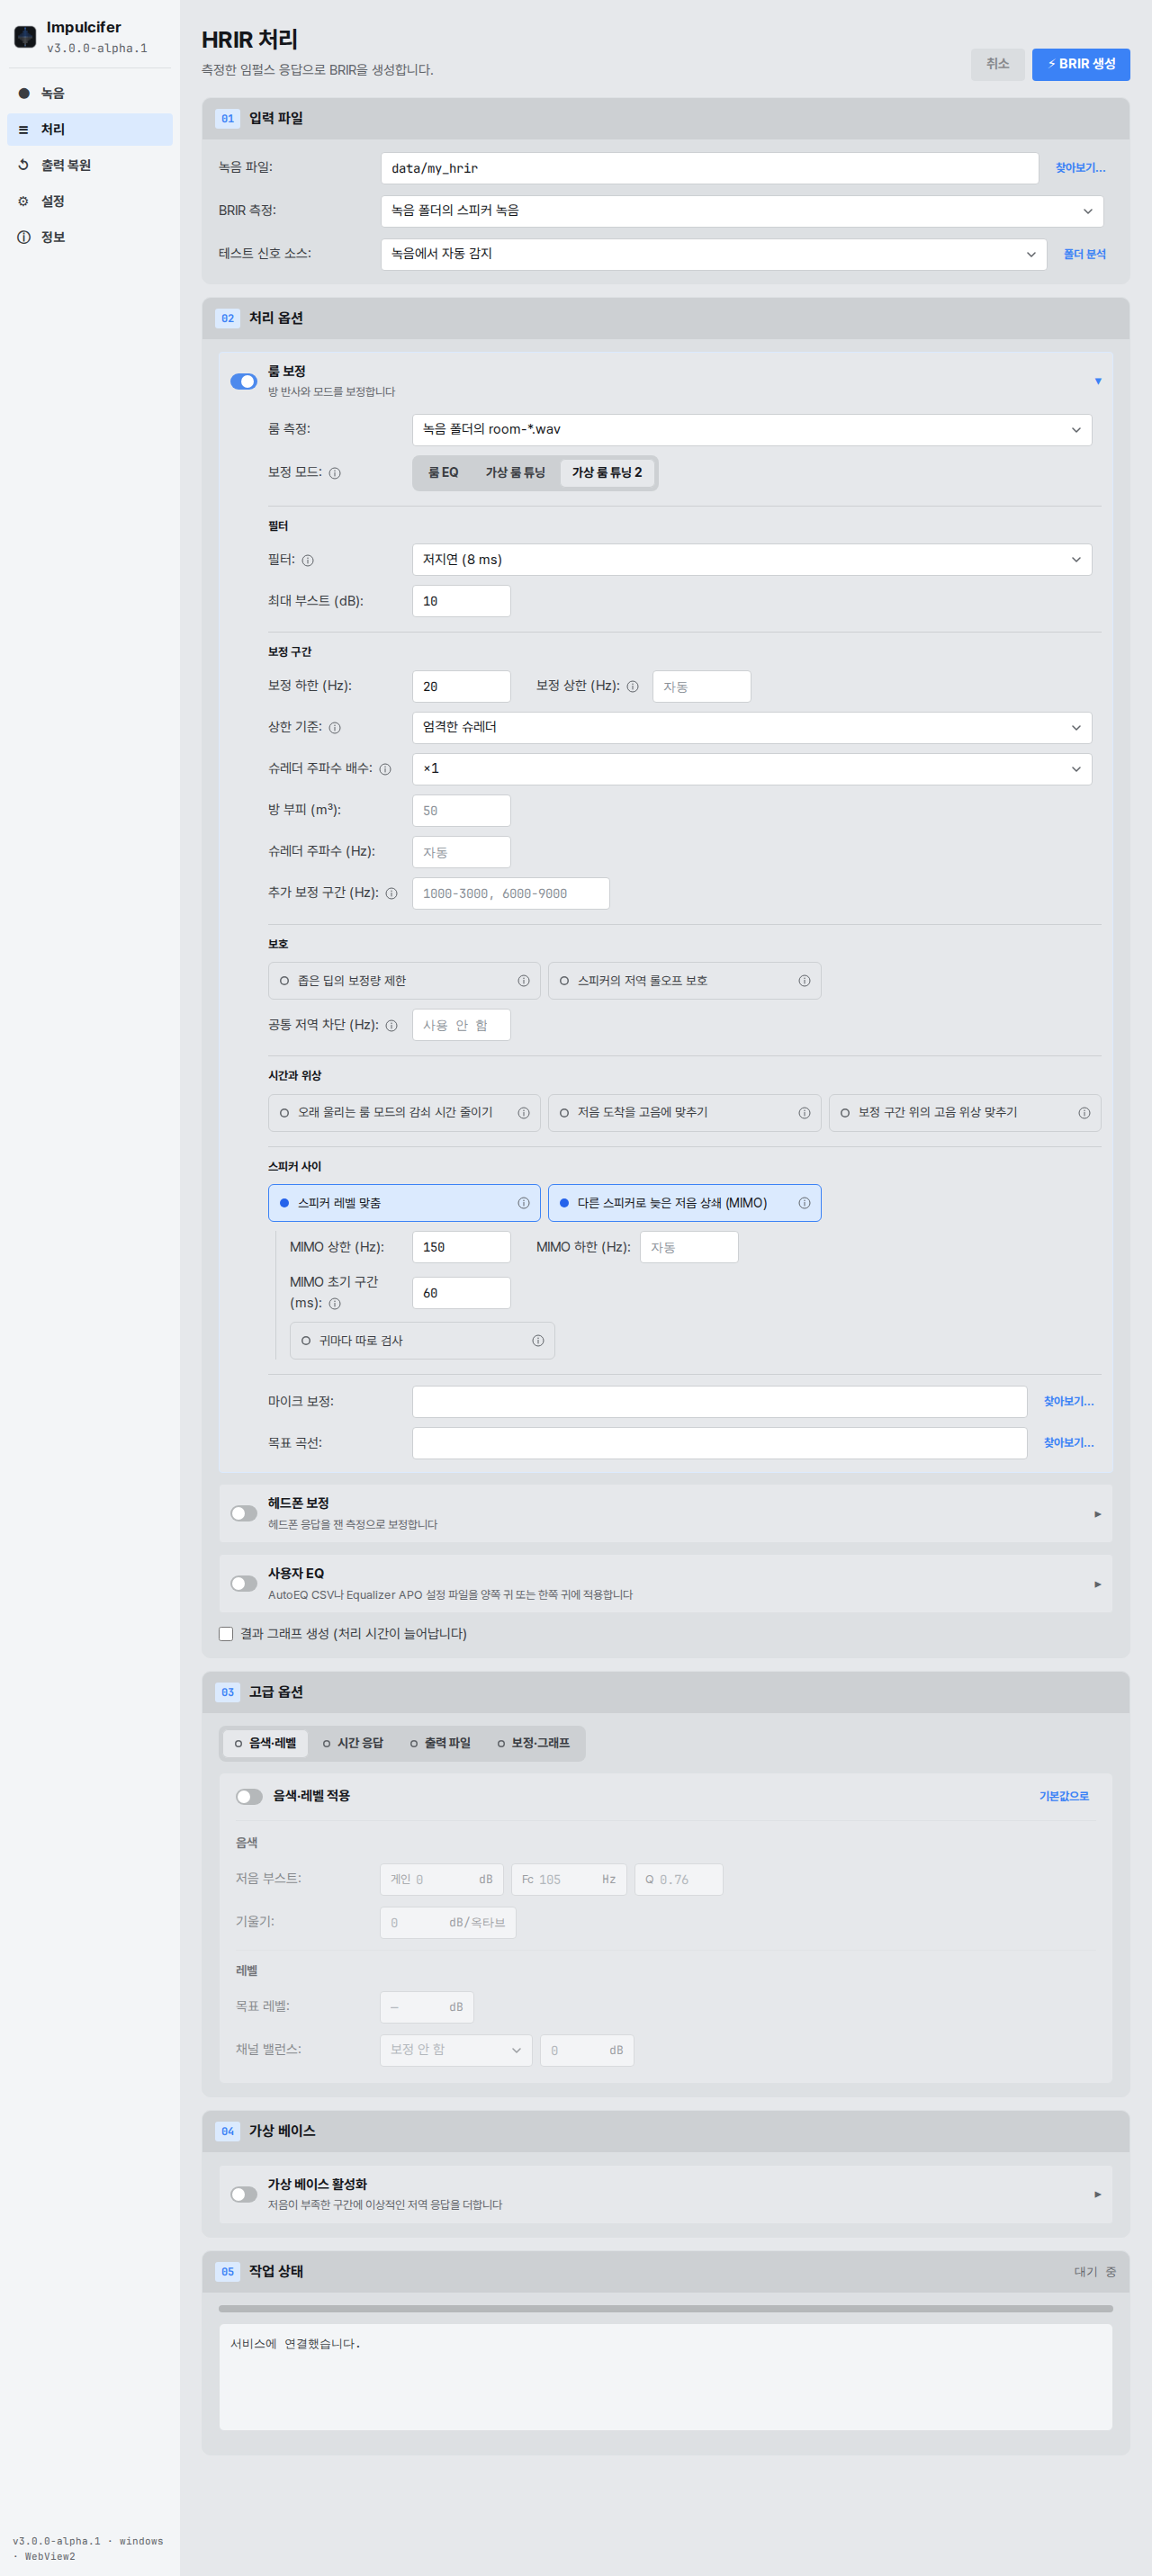 Impulcifer
v3.0.0-alpha.1
녹음
처리
출력 복원
설정
정보
HRIR 처리
측정한 임펄스 응답으로 BRIR을 생성합니다.
취소
⚡ BRIR 생성
01 입력 파일
녹음 파일: data/my_hrir 찾아보기...
BRIR 측정: 녹음 폴더의 스피커 녹음
테스트 신호 소스: 녹음에서 자동 감지 폴더 분석
02 처리 옵션
룸 보정
방 반사와 모드를 보정합니다
룸 측정: 녹음 폴더의 room-*.wav
보정 모드: 룸 EQ 가상 룸 튜닝 가상 룸 튜닝 2
필터
필터: 저지연 (8 ms)
최대 부스트 (dB): 10
보정 구간
보정 하한 (Hz): 20 보정 상한 (Hz): 자동
상한 기준: 엄격한 슈레더
슈레더 주파수 배수: ×1
방 부피 (m³): 50
슈레더 주파수 (Hz): 자동
추가 보정 구간 (Hz): 1000-3000, 6000-9000
보호
좁은 딥의 보정량 제한 스피커의 저역 롤오프 보호
공통 저역 차단 (Hz): 사용 안 함
시간과 위상
오래 울리는 룸 모드의 감쇠 시간 줄이기 저음 도착을 고음에 맞추기 보정 구간 위의 고음 위상 맞추기
스피커 사이
스피커 레벨 맞춤 다른 스피커로 늦은 저음 상쇄 (MIMO)
MIMO 상한 (Hz): 150 MIMO 하한 (Hz): 자동
MIMO 초기 구간
(ms): 60
귀마다 따로 검사
마이크 보정: 찾아보기...
목표 곡선: 찾아보기...
헤드폰 보정
헤드폰 응답을 잰 측정으로 보정합니다
사용자 EQ
AutoEQ CSV나 Equalizer APO 설정 파일을 양쪽 귀 또는 한쪽 귀에 적용합니다
결과 그래프 생성 (처리 시간이 늘어납니다)
03 고급 옵션
음색·레벨 시간 응답 출력 파일 보정·그래프
음색·레벨 적용 기본값으로
음색
저음 부스트: 게인 0 dB Fc 105 Hz Q 0.76
기울기: 0 dB/옥타브
레벨
목표 레벨: — dB
채널 밸런스: 보정 안 함 0 dB
04 가상 베이스
가상 베이스 활성화
저음이 부족한 구간에 이상적인 저역 응답을 더합니다
05 작업 상태 대기 중
서비스에 연결했습니다.
v3.0.0-alpha.1 · windows
· WebView2